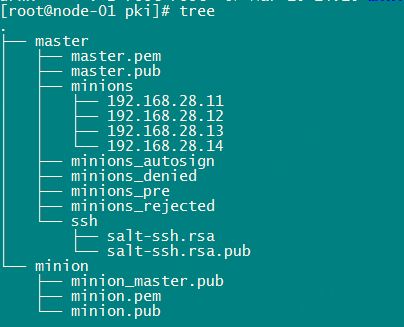 [root@node-01 pki]# tree
.
├── master
│   ├── master.pem
│   ├── master.pub
│   ├── minions
│   │   ├── 192.168.28.11
│   │   ├── 192.168.28.12
│   │   ├── 192.168.28.13
│   │   └── 192.168.28.14
│   ├── minions_autosign
│   ├── minions_denied
│   ├── minions_pre
│   ├── minions_rejected
│   └── ssh
│       ├── salt-ssh.rsa
│       └── salt-ssh.rsa.pub
└── minion
    ├── minion_master.pub
    ├── minion.pem
    └── minion.pub